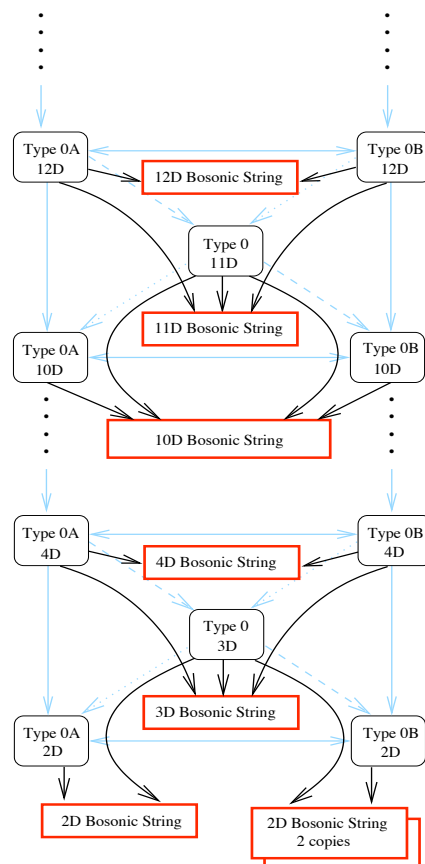 Type 0A
12D
Type 0B
12D
12D Bosonic String
Type 0
11D
11D Bosonic String
Type 0A
10D
Type 0B
10D
10D Bosonic String
Type 0A
4D
Type 0B
4D
4D Bosonic String
Type 0
3D
3D Bosonic String
Type 0A
2D
Type 0B
2D
2D Bosonic String
2D Bosonic String
2 copies